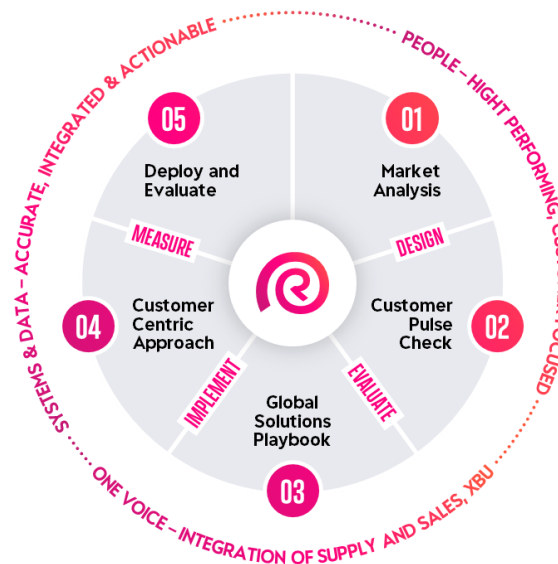 SYSTEMS & DATA – ACCURATE, INTEGRATED & ACTIONABLE
PEOPLE – HIGHT PERFORMING, FOCUSED
05
Deploy and
Evaluate
01
Market
Analysis
MEASURE
DESIGN
04
Customer
Centric
Approach
Customer
Pulse
Check
02
IMPLEMENT
EVALUATE
Global
Solutions
Playbook
03
ONE VOICE – INTEGRATION OF SUPPLY AND SALES, XBU